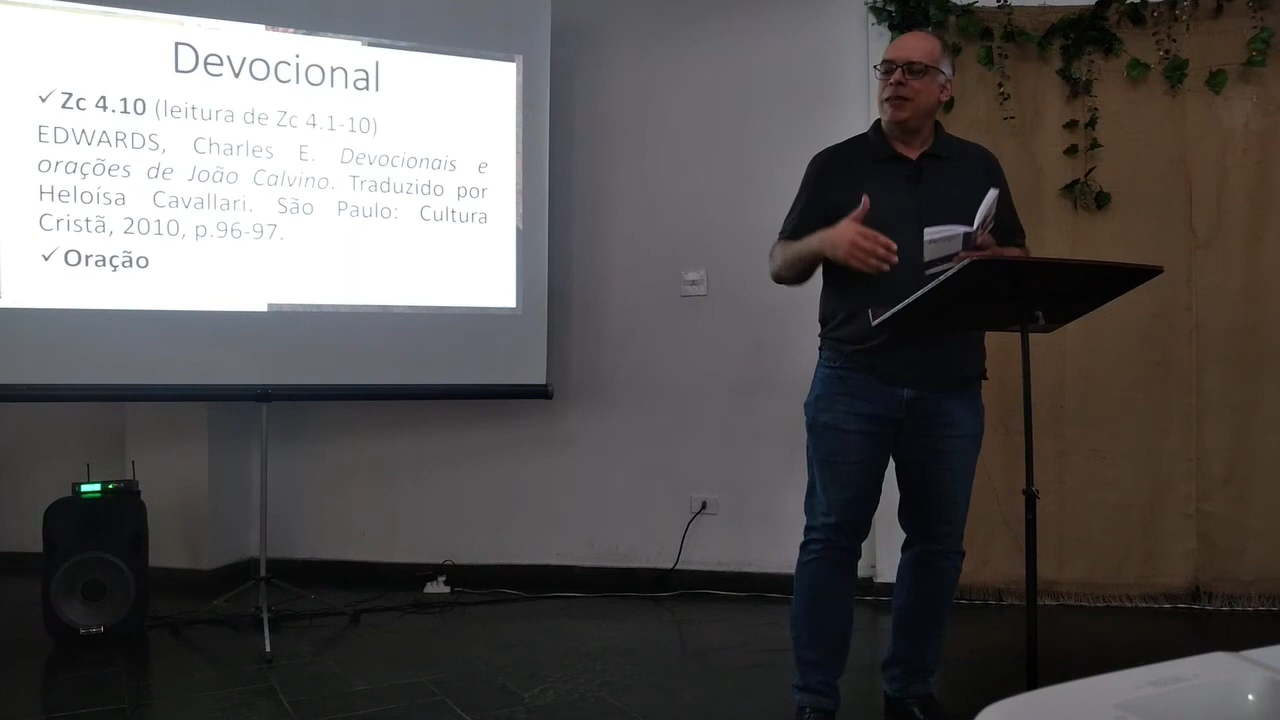 Devocional
✓Zc 4.10 (leitura de Zc 4.1-10)
EDWARDS, Charles E. Devocionais e
orações de João Calvino. Traduzido por
Heloísa Cavallari. São Paulo: Cultura
Cristã, 2010, p.96-97.
✓Oração